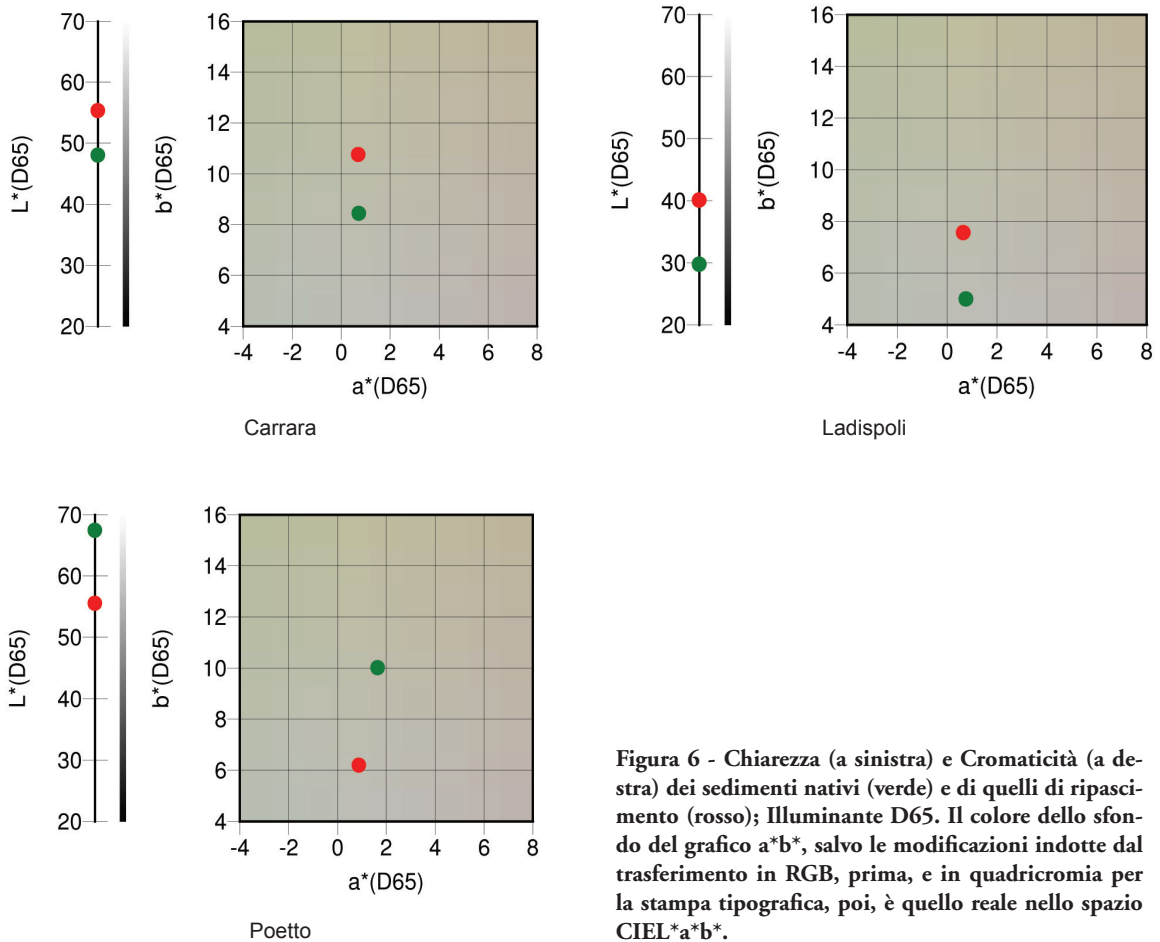 70
60
50
40
30
20
L*(D65)
16
14
12
10
8
6
4
b*(D65)
-4 -2 0 2 4 6 8
a*(D65)
Carrara
70
60
50
40
30
20
L*(D65)
16
14
12
10
8
6
4
b*(D65)
-4 -2 0 2 4 6 8
a*(D65)
Ladispoli
70
60
50
40
30
20
L*(D65)
16
14
12
10
8
6
4
b*(D65)
-4 -2 0 2 4 6 8
a*(D65)
Poetto
Figura 6 - Chiarezza (a sinistra) e Cromaticità (a de-
stra) dei sedimenti nativi (verde) e di quelli di ripasci-
mento (rosso); Illuminante D65. Il colore dello sfon-
do del grafico a*b*, salvo le modificazioni indotte dal
trasferimento in RGB, prima, e in quadricromia per
la stampa tipografica, poi, è quello reale nello spazio
CIEL*a*b*.